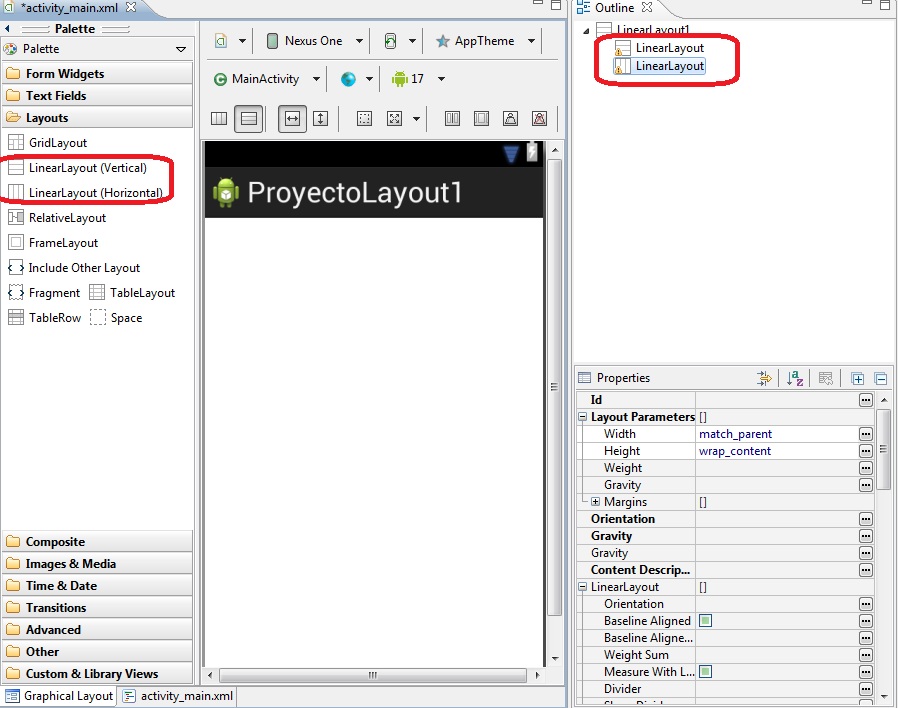 *activity_main.xml
Palette
Palette
Form Widgets
Text Fields
Layouts
GridLayout
LinearLayout (Vertical)
LinearLayout (Horizontal)
RelativeLayout
FrameLayout
Include Other Layout
Fragment TableLayout
TableRow Space
Composite
Images & Media
Time & Date
Transitions
Advanced
Other
Custom & Library Views
Graphical Layout activity_main.xml
Nexus One AppTheme
MainActivity 17
ProyectoLayout1
Outline
LinearLayout1
LinearLayout
LinearLayout
Properties
Id
Layout Parameters []
Width match_parent
Height wrap_content
Weight
Gravity
Margins []
Orientation
Gravity
Gravity
Content Descrip...
LinearLayout []
Orientation
Baseline Aligned
Baseline Aligne...
Weight Sum
Measure With L...
Divider